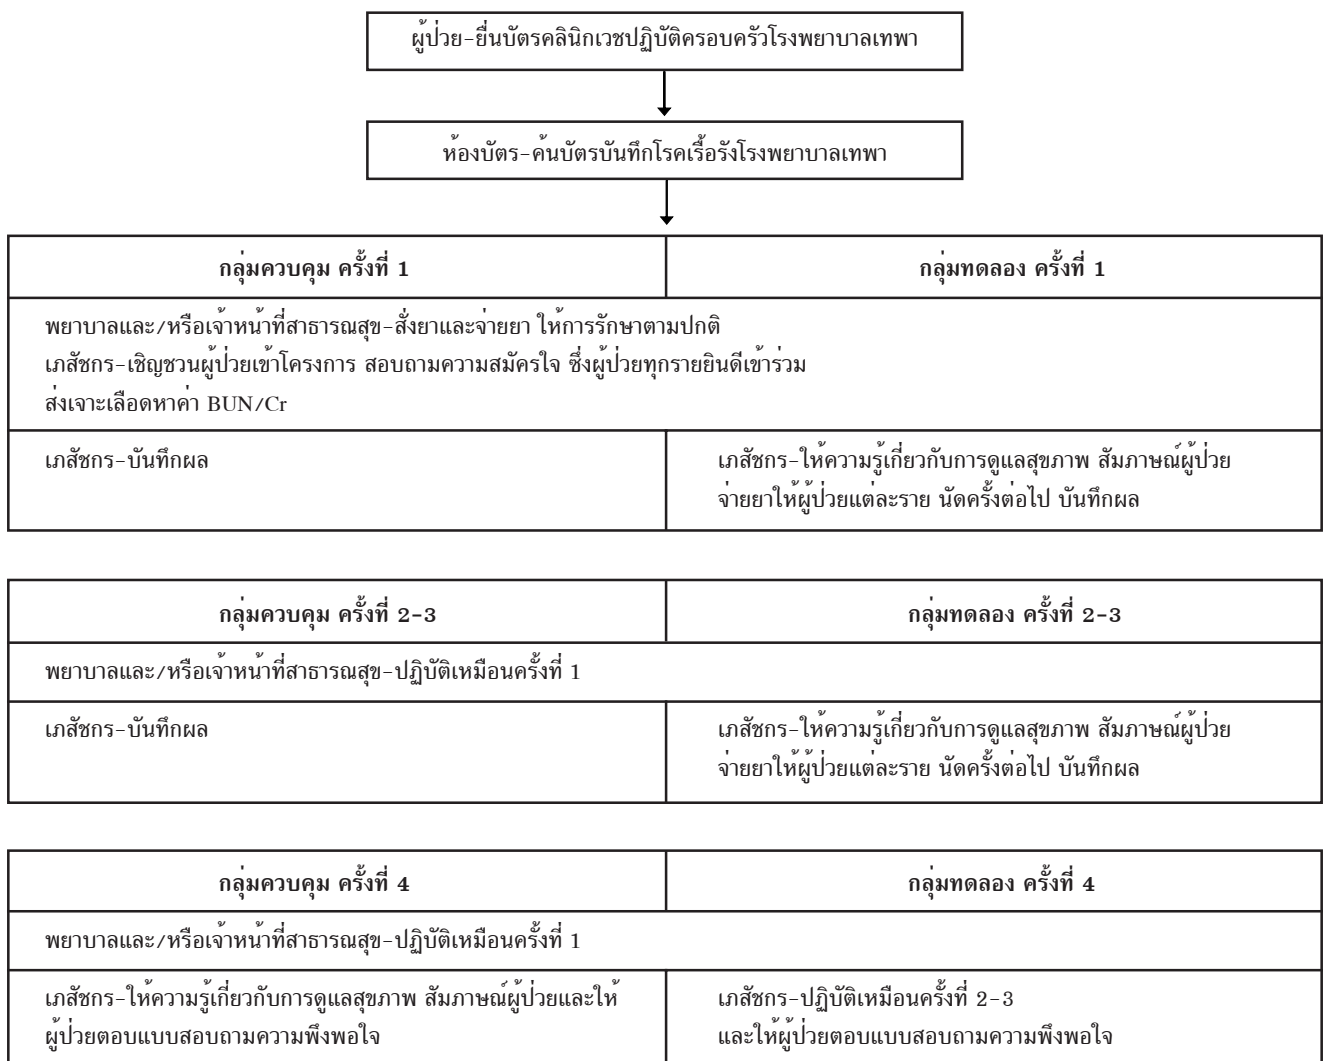 ผู้ป่วย-ยื่นบัตรคลินิกเวชปฏิบัติครอบครัวโรงพยาบาลเทพา
ห้องบัตร-ค้นบัตรบันทึกโรคเรื้อรังโรงพยาบาลเทพา
กลุ่มควบคุม ครั้งที่ 1
กลุ่มทดลอง ครั้งที่ 1
พยาบาลและ/หรือเจ้าหน้าที่สาธารณสุข-สั่งยาและจ่ายยา ให้การรักษาตามปกติ
เภสัชกร-เชิญชวนผู้ป่วยเข้าโครงการ สอบถามความสมัครใจ ซึ่งผู้ป่วยทุกรายยินดีเข้าร่วม
ส่งเจาะเลือดหาค่า BUN/Cr
เภสัชกร-บันทึกผล
เภสัชกร-ให้ความรู้เกี่ยวกับการดูแลสุขภาพ สัมภาษณ์ผู้ป่วย
จ่ายยาให้ผู้ป่วยแต่ละราย นัดครั้งต่อไป บันทึกผล
กลุ่มควบคุม ครั้งที่ 2-3
กลุ่มทดลอง ครั้งที่ 2-3
พยาบาลและ/หรือเจ้าหน้าที่สาธารณสุข-ปฏิบัติเหมือนครั้งที่ 1
เภสัชกร-บันทึกผล
เภสัชกร-ให้ความรู้เกี่ยวกับการดูแลสุขภาพ สัมภาษณ์ผู้ป่วย
จ่ายยาให้ผู้ป่วยแต่ละราย นัดครั้งต่อไป บันทึกผล
กลุ่มควบคุม ครั้งที่ 4
กลุ่มทดลอง ครั้งที่ 4
พยาบาลและ/หรือเจ้าหน้าที่สาธารณสุข-ปฏิบัติเหมือนครั้งที่ 1
เภสัชกร-ให้ความรู้เกี่ยวกับการดูแลสุขภาพ สัมภาษณ์ผู้ป่วยและให้
ผู้ป่วยตอบแบบสอบถามความพึงพอใจ
เภสัชกร-ปฏิบัติเหมือนครั้งที่ 2-3
และให้ผู้ป่วยตอบแบบสอบถามความพึงพอใจ